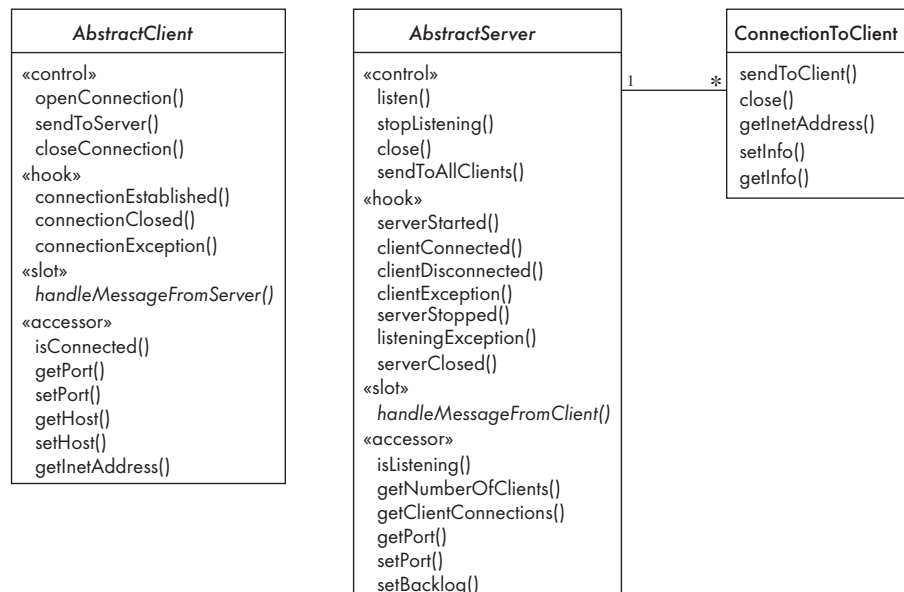 AbstractClient
«control»
openConnection()
sendToServer()
closeConnection()
«hook»
connectionEstablished()
connectionClosed()
connectionException()
«slot»
handleMessageFromServer()
«accessor»
isConnected()
getPort()
setPort()
getHost()
setHost()
getInetAddress()
AbstractServer
«control»
listen()
stopListening()
close()
sendToAllClients()
«hook»
serverStarted()
clientConnected()
clientDisconnected()
clientException()
serverStopped()
listeningException()
serverClosed()
«slot»
handleMessageFromClient()
«accessor»
isListening()
getNumberOfClients()
getClientConnections()
getPort()
setPort()
setBacklog()
1
*
ConnectionToClient
sendToClient()
close()
getInetAddress()
setInfo()
getInfo()